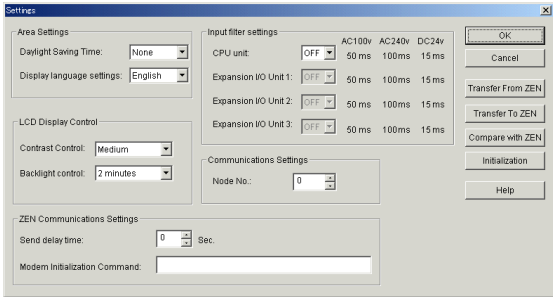 Settings
Area Settings
Daylight Saving Time: None
Display language settings: English
LCD Display Control
Contrast Control: Medium
Backlight control: 2 minutes
Input filter settings
AC100v AC240v DC24v
CPU unit: OFF 50 ms 100ms 15 ms
Expansion I/O Unit 1: OFF 50 ms 100ms 15 ms
Expansion I/O Unit 2: OFF 50 ms 100ms 15 ms
Expansion I/O Unit 3: OFF 50 ms 100ms 15 ms
Communications Settings
Node No.: 0
ZEN Communications Settings
Send delay time: 0 Sec.
Modem Initialization Command:
OK
Cancel
Transfer From ZEN
Transfer To ZEN
Compare with ZEN
Initialization
Help